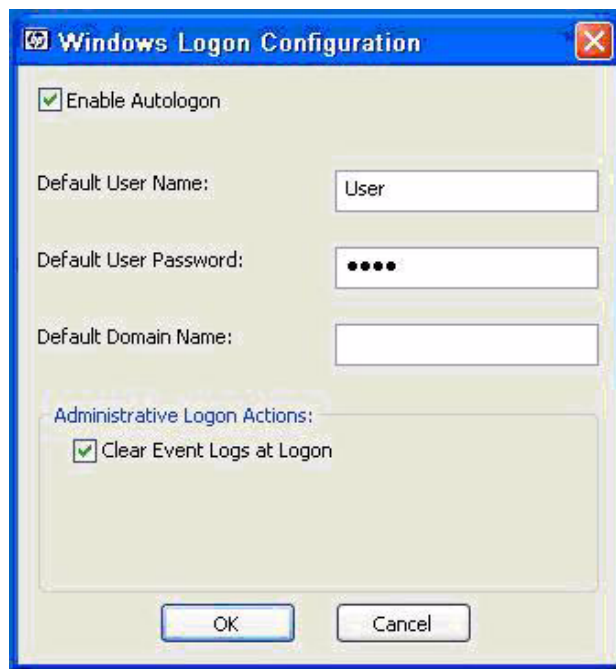 hp Windows Logon Configuration
Enable Autologon
Default User Name:
User
Default User Password:
••••
Default Domain Name:
Administrative Logon Actions:
Clear Event Logs at Logon
OK
Cancel